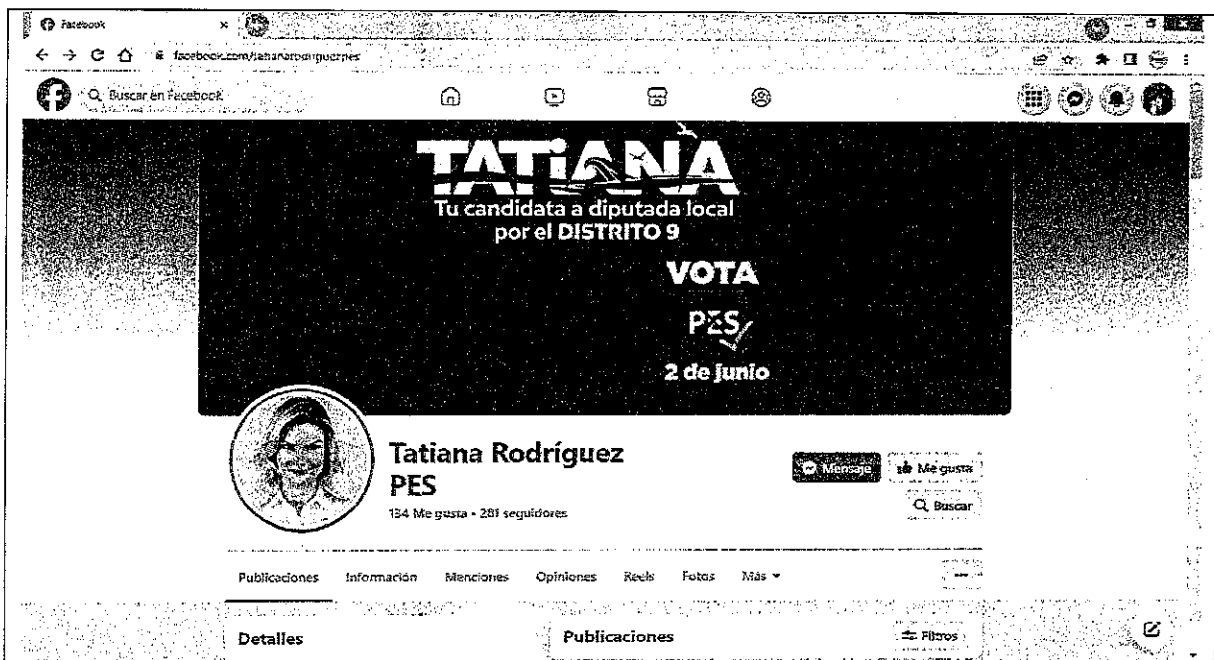 Facebook
facebook.com/tatianarodriguezpes
Buscar en Facebook
TATiANA
Tu candidata a diputada local
por el DISTRITO 9
VOTA
PES
2 de junio
Tatiana Rodríguez
PES
134 Me gusta • 281 seguidores
Mensaje
Me gusta
Buscar
Publicaciones Información Menciones Opiniones Reels Fotos Más
Detalles
Publicaciones
Filtros